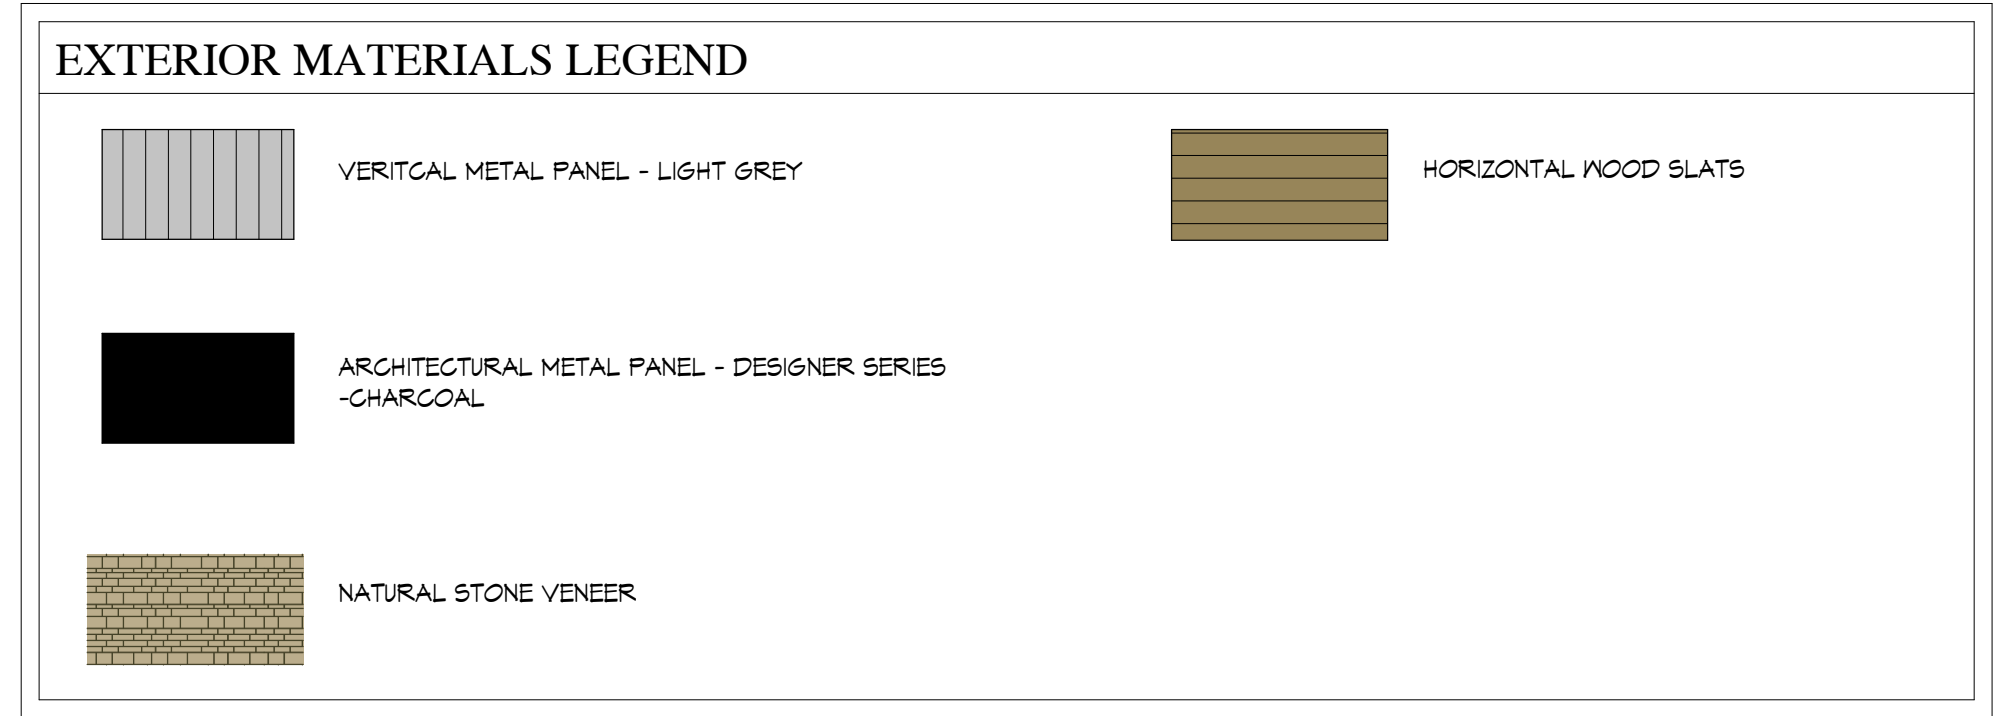 EXTERIOR MATERIALS LEGEND
VERITCAL METAL PANEL - LIGHT GREY
HORIZONTAL WOOD SLATS
ARCHITECTURAL METAL PANEL - DESIGNER SERIES
-CHARCOAL
NATURAL STONE VENEER